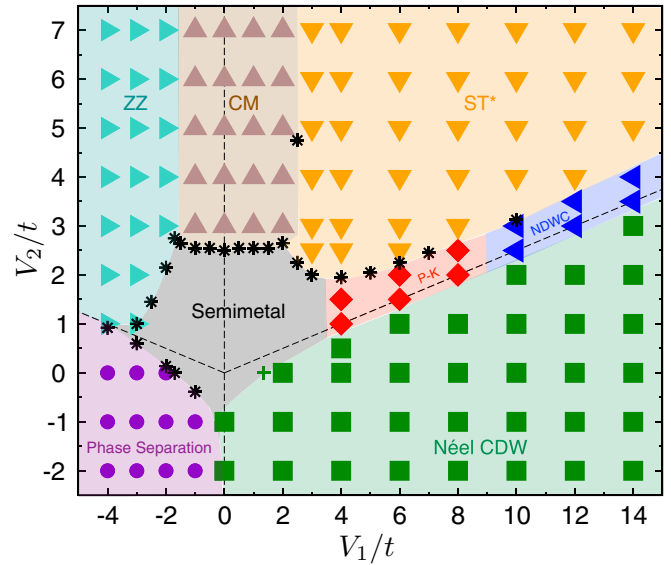 7
6
5
4
3
2
1
0
-1
-2
V₂/t
ZZ
CM
ST*
NDWC
P-K
Semimetal
Phase Separation
Néel CDW
-4 -2 0 2 4 6 8 10 12 14
V₁/t